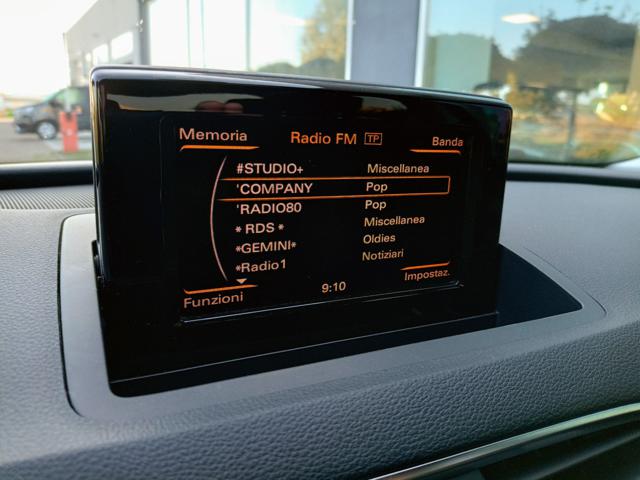 Memoria Radio FM TP Banda
#STUDIO+ Miscellanea
'COMPANY Pop
'RADIO80 Pop
* RDS * Miscellanea
*GEMINI* Oldies
*Radio1 Notiziari
Funzioni 9:10 Impostaz.